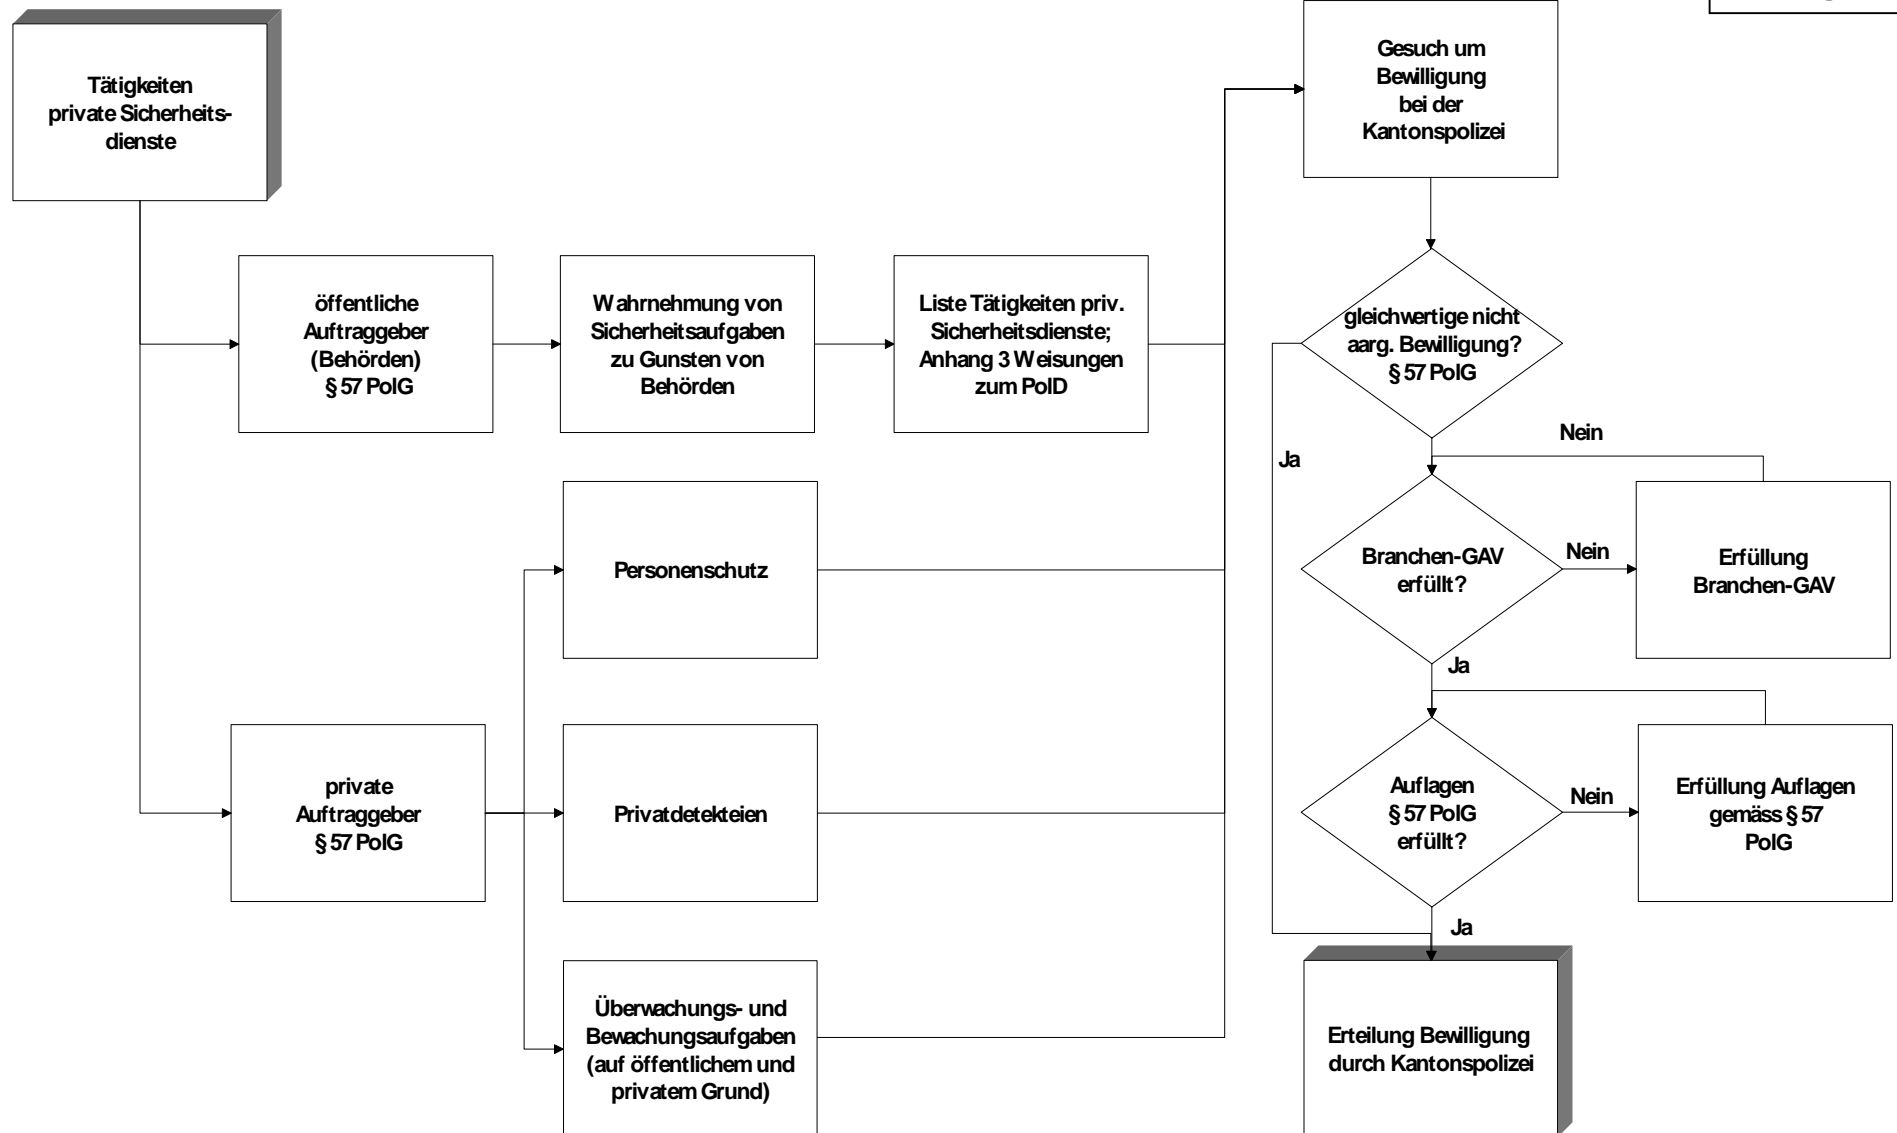 Tätigkeiten
private Sicherheits-
dienste
Gesuch um
Bewilligung
bei der
Kantonspolizei
öffentliche
Auftraggeber
(Behörden)
§ 57 PolG
Wahrnehmung von
Sicherheitsaufgaben
zu Gunsten von
Behörden
Liste Tätigkeiten priv.
Sicherheitsdienste;
Anhang 3 Weisungen
zum PolD
gleichwertige nicht
aarg. Bewilligung?
§ 57 PolG
Nein
Ja
Personenschutz
Branchen-GAV
erfüllt?
Nein
Erfüllung
Branchen-GAV
Ja
private
Auftraggeber
§ 57 PolG
Privatdetekteien
Auflagen
§ 57 PolG
erfüllt?
Nein
Erfüllung Auflagen
gemäss § 57
PolG
Ja
Überwachungs- und
Bewachungsaufgaben
(auf öffentlichem und
privatem Grund)
Erteilung Bewilligung
durch Kantonspolizei